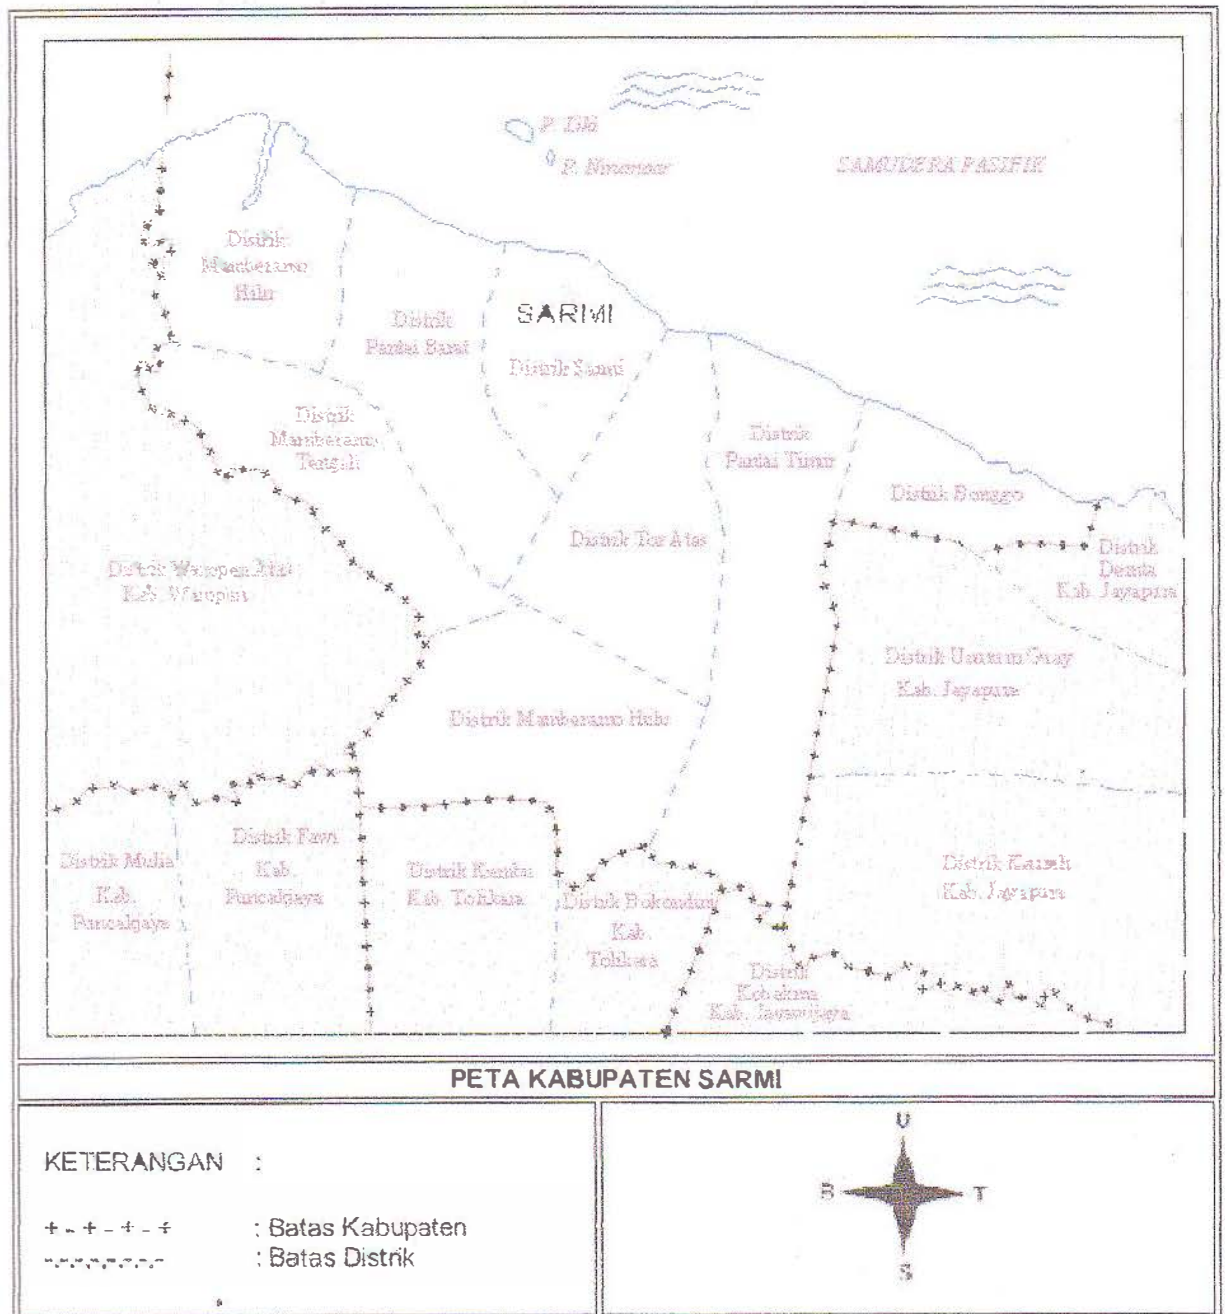 P. Liki
SAMUDERA PASIFIK
Distrik
Mamberamo
Hilir
SARMI
Distrik
Pantai Barat
Distrik Sarmi
Distrik
Mamberamo
Tengah
Distrik
Pantai Timur
Distrik Bonggo
Distrik Tor Atas
Distrik
Demta
Kab. Jayapura
Distrik Waropen Atas
Kab. Waropen
Distrik Unurum Guay
Kab. Jayapura
Distrik Mamberamo Hulu
Distrik Mulia
Kab.
Puncakjaya
Distrik Fawi
Kab.
Puncakjaya
Distrik
Kab. Tolikara
Distrik Bokondini
Kab.
Tolikara
Distrik Kaureh
Kab. Jayapura
Distrik
Kobakma
Kab. Jayawijaya
PETA KABUPATEN SARMI
KETERANGAN :
: Batas Kabupaten
: Batas Distrik
U
B T
S